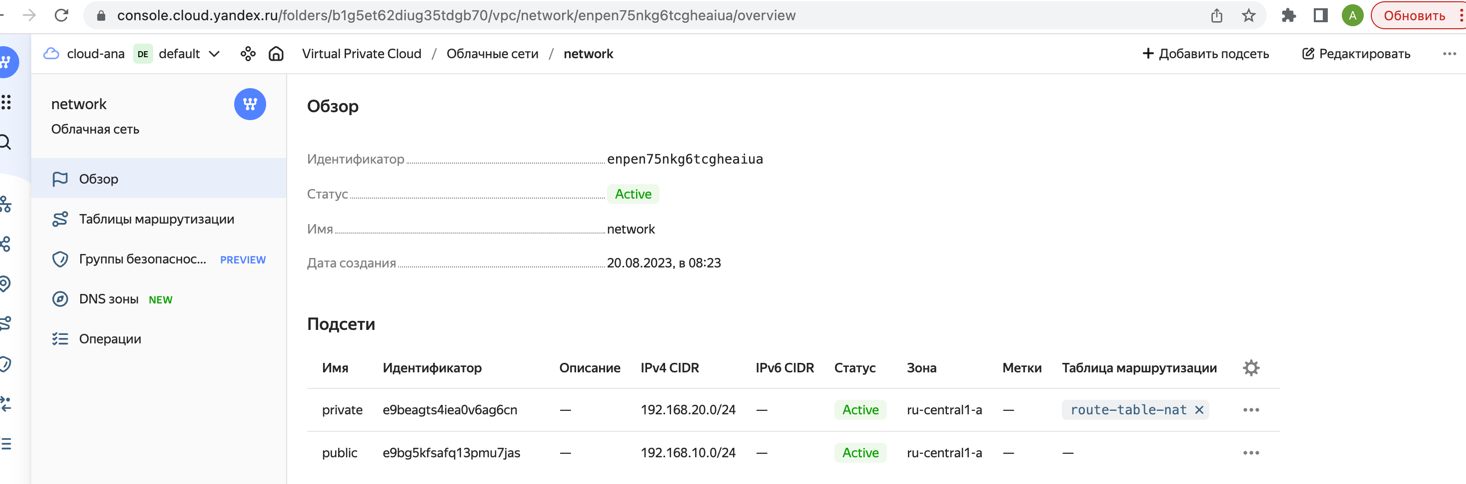 console.cloud.yandex.ru/folders/b1g5et62diug35tdgb70/vpc/network/enpen75nkg6tcgheaiua/overview
A
Обновить
cloud-ana DE default Virtual Private Cloud / Облачные сети / network
Добавить подсеть
Редактировать
network
Облачная сеть
Обзор
Таблицы маршрутизации
Группы безопаснос... PREVIEW
DNS зоны NEW
Операции
Обзор
Идентификатор enpen75nkg6tcgheaiua
Статус Active
Имя network
Дата создания 20.08.2023, в 08:23
Подсети
Имя Идентификатор Описание IPv4 CIDR IPv6 CIDR Статус Зона Метки Таблица маршрутизации
private e9beagts4iea0v6ag6cn — 192.168.20.0/24 — Active ru-central1-a — route-table-nat
public e9bg5kfsafq13pmu7jas — 192.168.10.0/24 — Active ru-central1-a — —